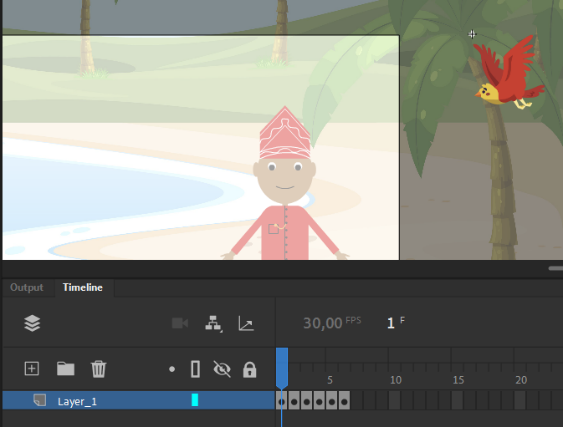 Output Timeline
30,00 FPS 1 F
5 10 15 20
Layer_1